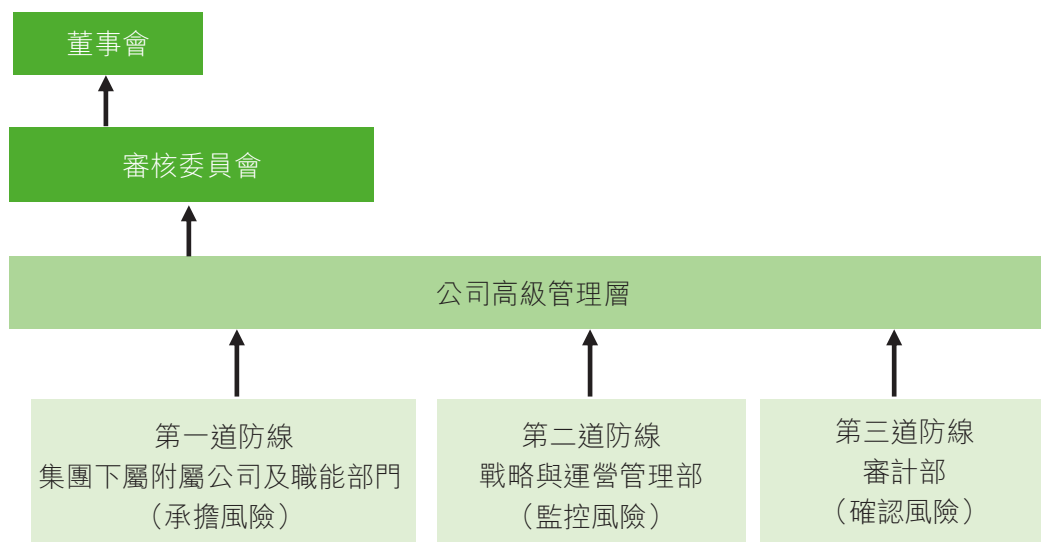 董事會
審核委員會
公司高級管理層
第一道防線
集團下屬附屬公司及職能部門
（承擔風險）
第二道防線
戰略與運營管理部
（監控風險）
第三道防線
審計部
（確認風險）